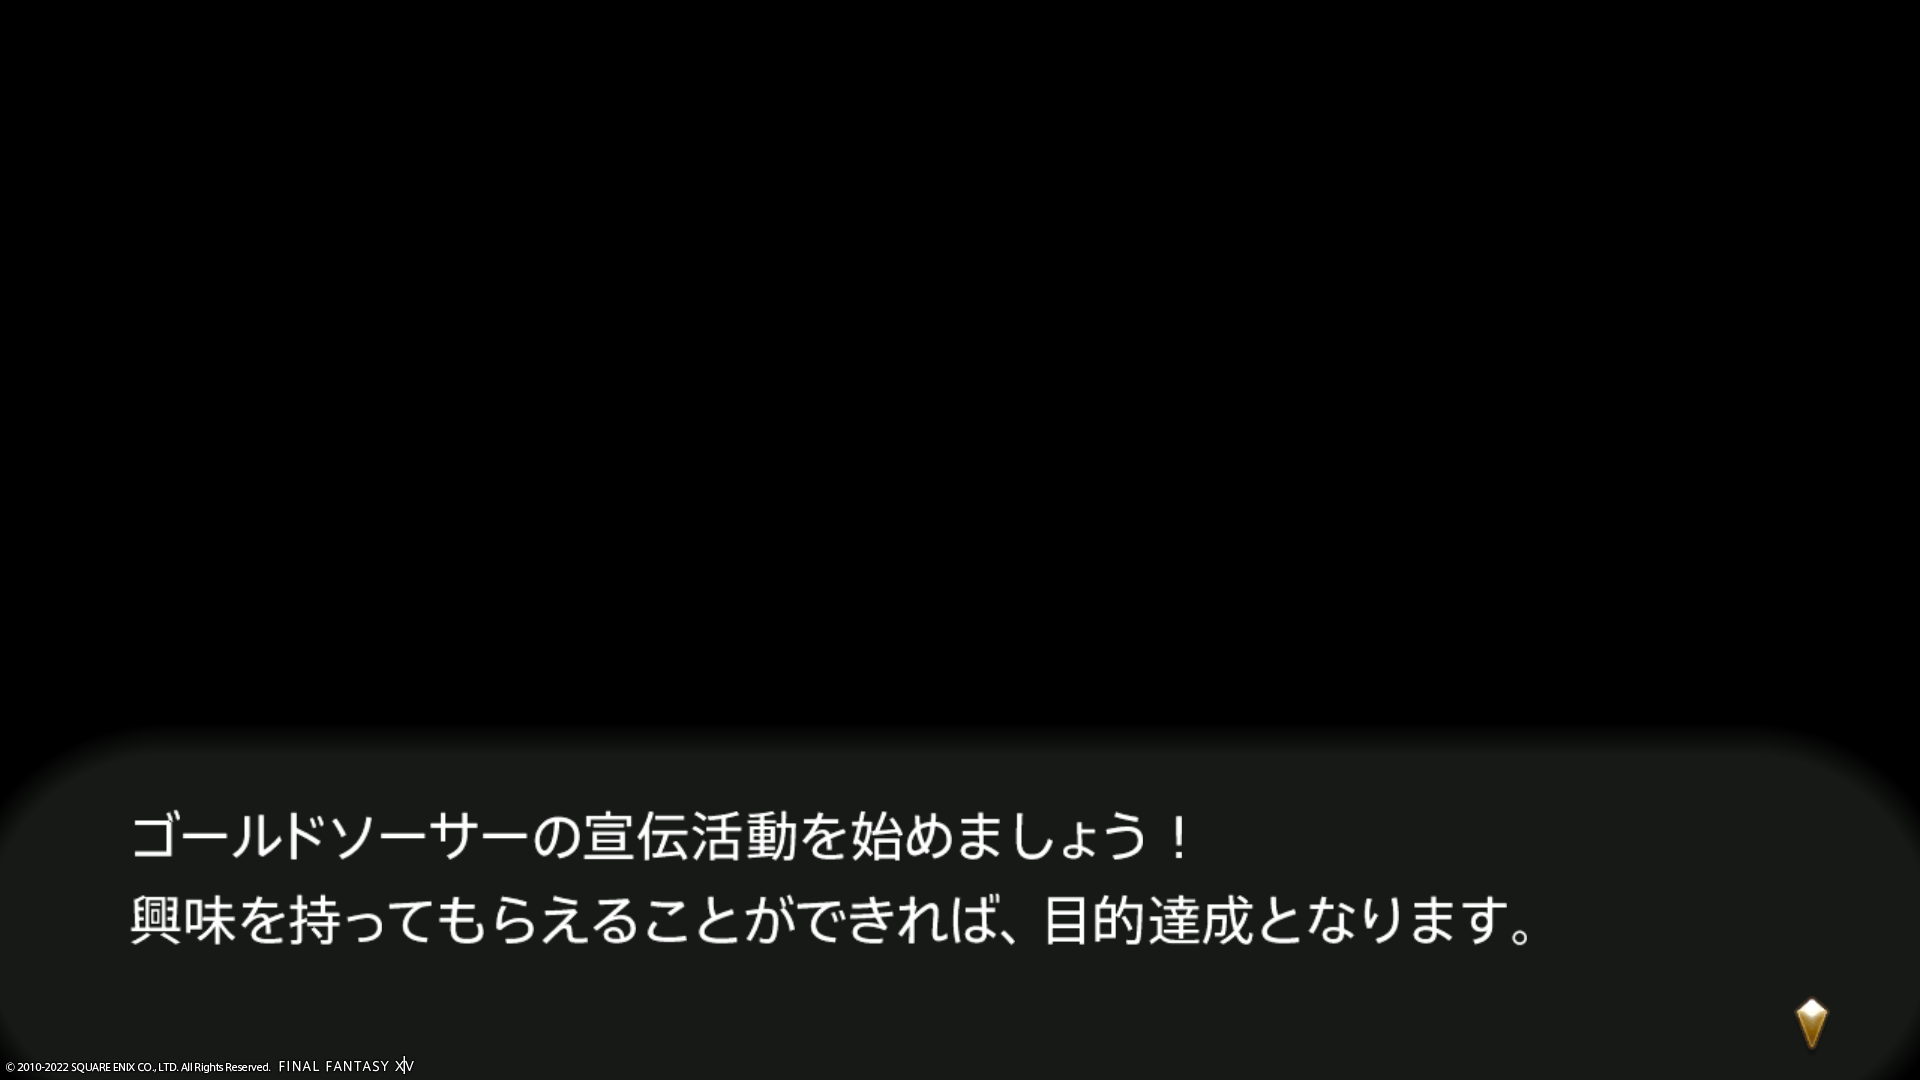 ゴールドソーサーの宣伝活動を始めましょう！
興味を持ってもらえることができれば、目的達成となります。
© 2010-2022 SQUARE ENIX CO., LTD. All Rights Reserved. FINAL FANTASY XIV